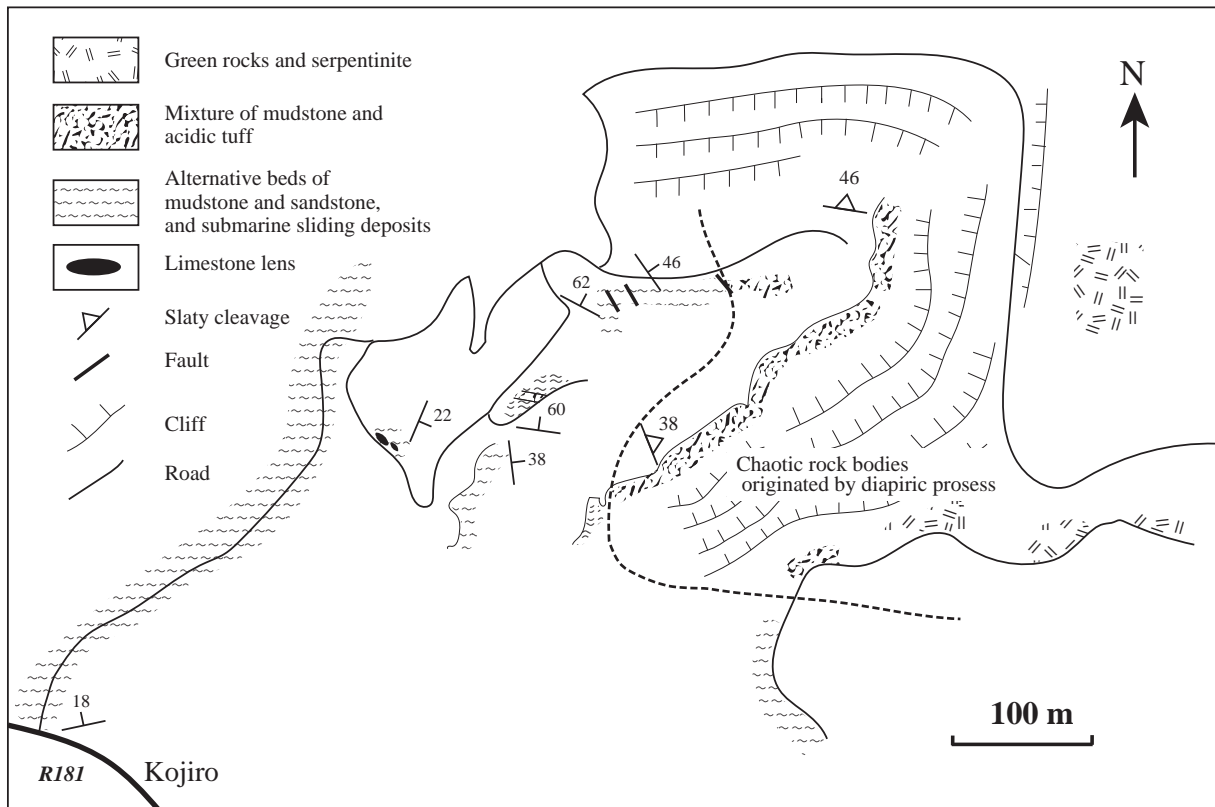 Green rocks and serpentinite
Mixture of mudstone and
acidic tuff
Alternative beds of
mudstone and sandstone,
and submarine sliding deposits
Limestone lens
Slaty cleavage
Fault
Cliff
Road
N
46
46
62
22
60
38
38
Chaotic rock bodies
originated by diapiric prosess
18
R181
Kojiro
100 m